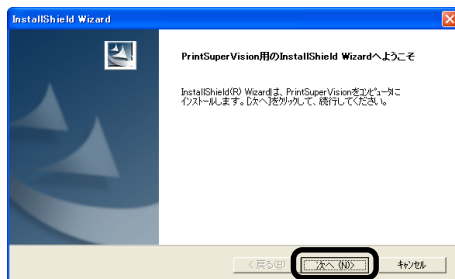 InstallShield Wizard
PrintSuperVision用のInstallShield Wizardへようこそ
InstallShield(R) Wizardは、PrintSuperVisionをコンピュータに
インストールします。[次へ]をクリックして、続行してください。
< 戻る(B)
次へ (N)>
キャンセル